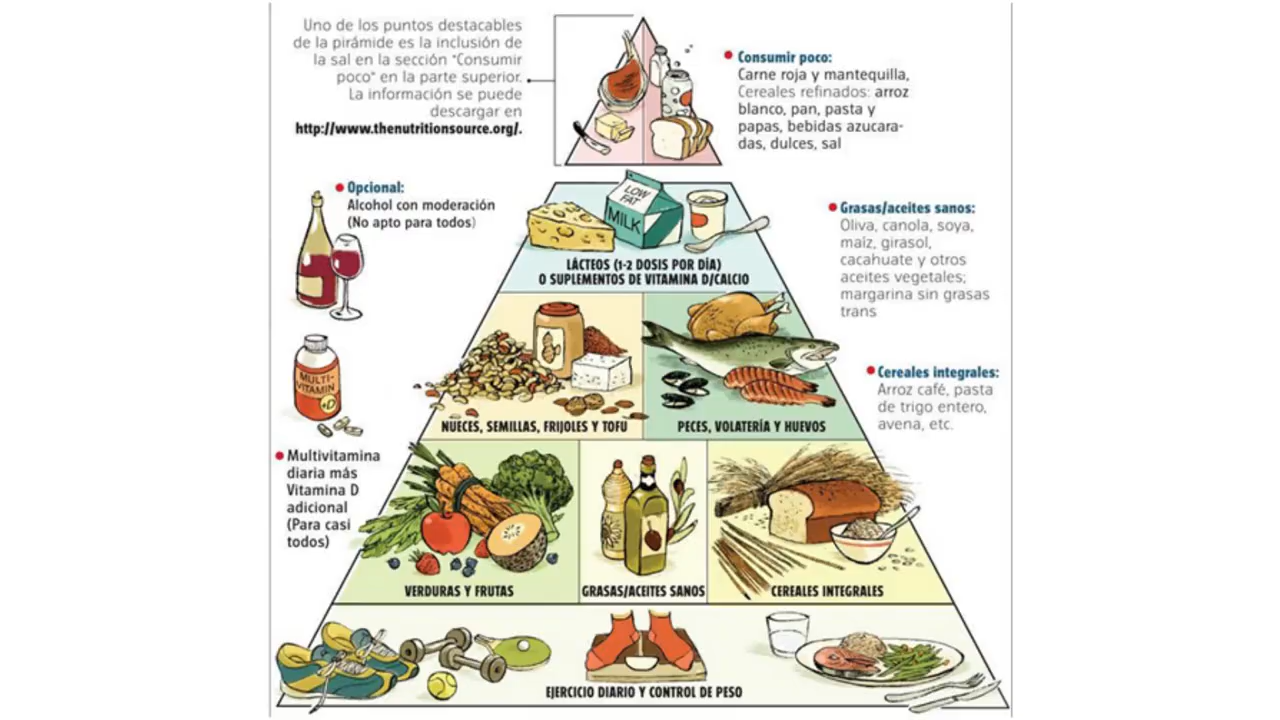 Uno de los puntos destacables
de la pirámide es la inclusión de
la sal en la sección "Consumir
poco" en la parte superior.
La información se puede
descargar en
http://www.thenutritionsource.org/.
Consumir poco:
Carne roja y mantequilla,
Cereales refinados: arroz
blanco, pan, pasta y
papas, bebidas azucara-
das, dulces, sal
Opcional:
Alcohol con moderación
(No apto para todos)
LOW
FAT
MILK
LÁCTEOS (1-2 DOSIS POR DÍA)
O SUPLEMENTOS DE VITAMINA D/CALCIO
Grasas/aceites sanos:
Oliva, canola, soya,
maíz, girasol,
cacahuate y otros
aceites vegetales;
margarina sin grasas
trans
MULTI-
VITAMIN
+D
NUECES, SEMILLAS, FRIJOLES Y TOFU
PECES, VOLATERÍA Y HUEVOS
Cereales integrales:
Arroz café, pasta
de trigo entero,
avena, etc.
Multivitamina
diaria más
Vitamina D
adicional
(Para casi
todos)
VERDURAS Y FRUTAS
GRASAS/ACEITES SANOS
CEREALES INTEGRALES
EJERCICIO DIARIO Y CONTROL DE PESO